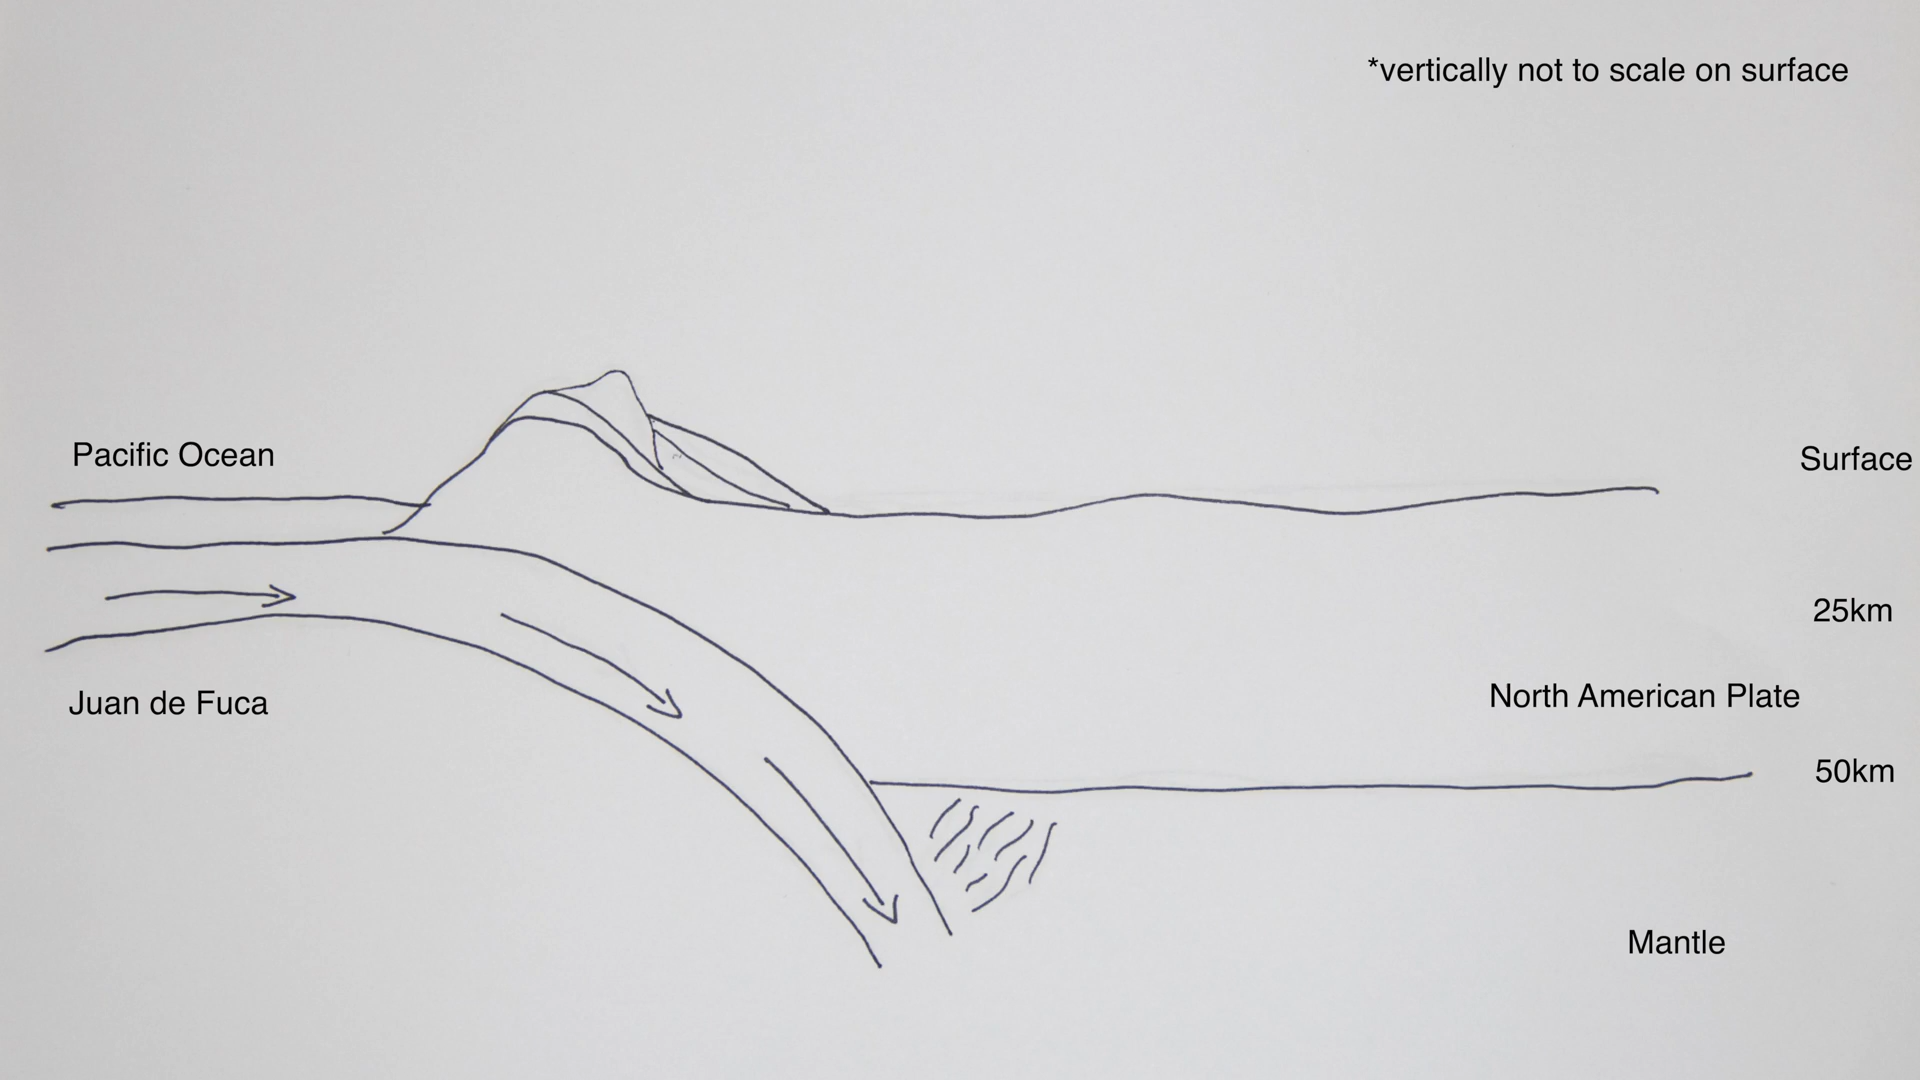 *vertically not to scale on surface
Pacific Ocean
Surface
25km
Juan de Fuca
North American Plate
50km
Mantle